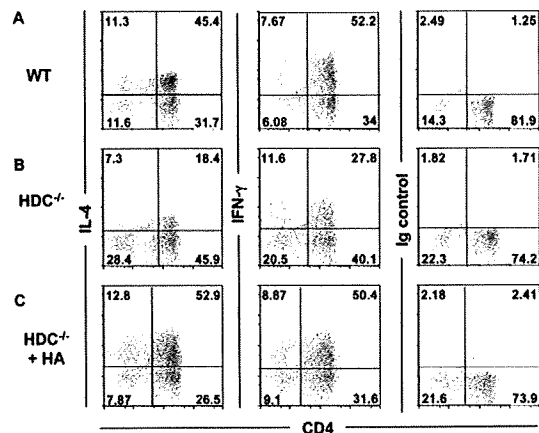 A
WT
IL-4
11.3 45.4
11.6 31.7
IFN-γ
7.67 52.2
6.08 34
Ig control
2.49 1.25
14.3 81.9
B
HDC-/-
7.3 18.4
28.4 45.9
11.6 27.8
20.5 40.1
1.82 1.71
22.3 74.2
C
HDC-/-
+ HA
12.8 52.9
7.87 26.5
8.87 50.4
9.1 31.6
2.18 2.41
21.6 73.9
CD4